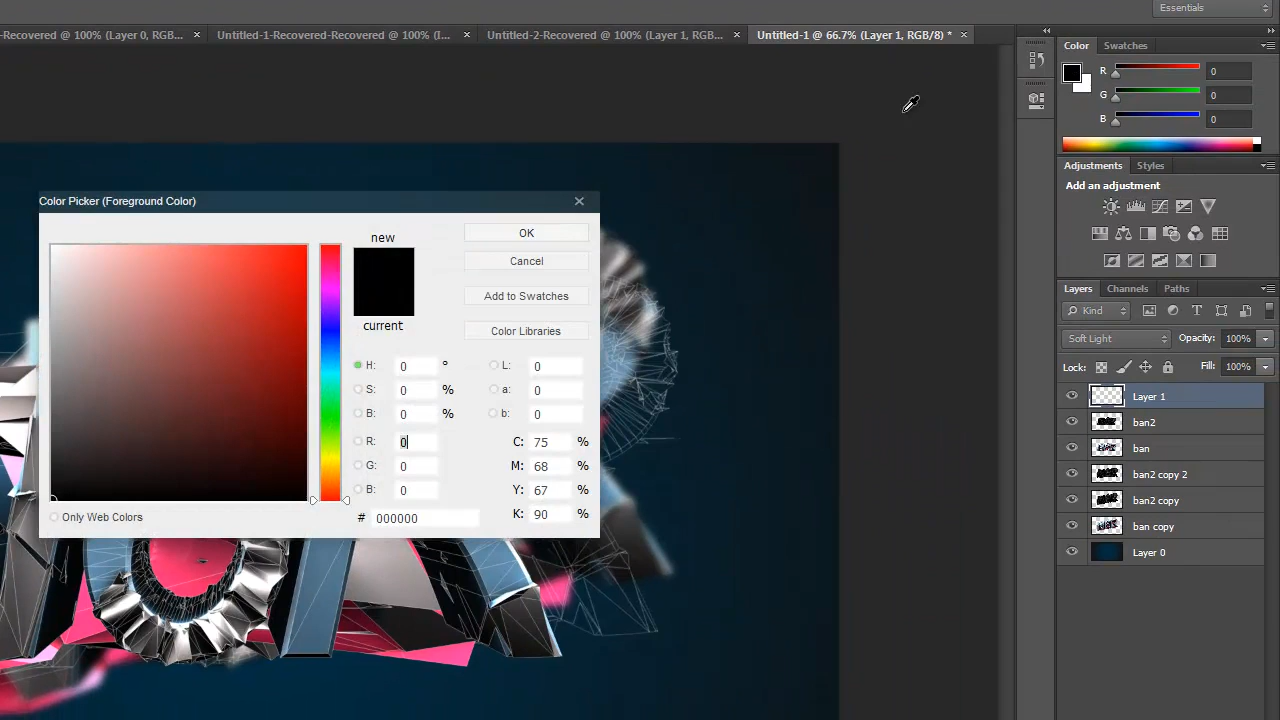 Essentials
-Recovered @ 100% (Layer 0, RGB...
Untitled-1-Recovered-Recovered @ 100% (I...
Untitled-2-Recovered @ 100% (Layer 1, RGB...
Untitled-1 @ 66.7% (Layer 1, RGB/8) *
Color
Swatches
R 0
G 0
B 0
Adjustments
Styles
Add an adjustment
Color Picker (Foreground Color)
new
current
OK
Cancel
Add to Swatches
Color Libraries
H: 0 °
S: 0 %
B: 0 %
R: 0
G: 0
B: 0
L: 0
a: 0
b: 0
C: 75 %
M: 68 %
Y: 67 %
K: 90 %
Only Web Colors
# 000000
Layers
Channels
Paths
Kind
Soft Light
Opacity: 100%
Lock:
Fill: 100%
Layer 1
ban2
ban
ban2 copy 2
ban2 copy
ban copy
Layer 0